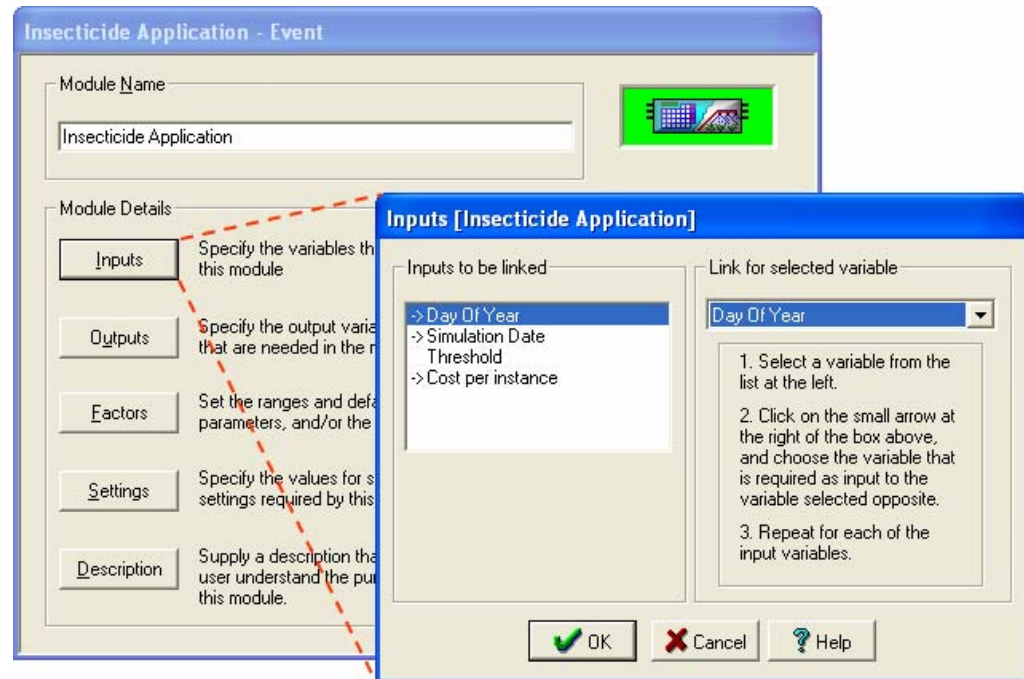 Insecticide Application - Event
Module Name
Insecticide Application
Module Details
Inputs
Specify the variables th
this module
Outputs
Specify the output varia
that are needed in the r
Factors
Set the ranges and defa
parameters, and/or the
Settings
Specify the values for s
settings required by this
Description
Supply a description tha
user understand the pur
this module.
Inputs [Insecticide Application]
Inputs to be linked
-> Day Of Year
-> Simulation Date
Threshold
-> Cost per instance
Link for selected variable
Day Of Year
1. Select a variable from the
list at the left.
2. Click on the small arrow at
the right of the box above,
and choose the variable that
is required as input to the
variable selected opposite.
3. Repeat for each of the
input variables.
OK
Cancel
Help